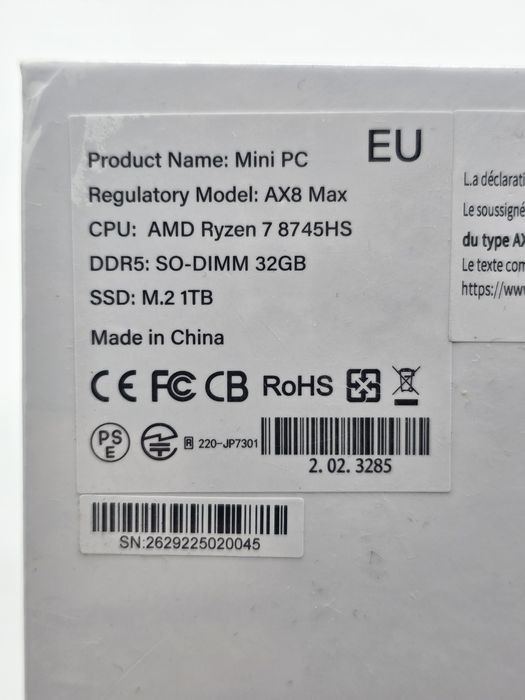 EU
Product Name: Mini PC
Regulatory Model: AX8 Max
CPU: AMD Ryzen 7 8745HS
DDR5: SO-DIMM 32GB
SSD: M.2 1TB
Made in China
CE FC CB RoHS
PS E R 220-JP7301
2. 02. 3285
SN:2629225020045
La déclarati
Le soussigné
du type AX
Le texte com
https://ww